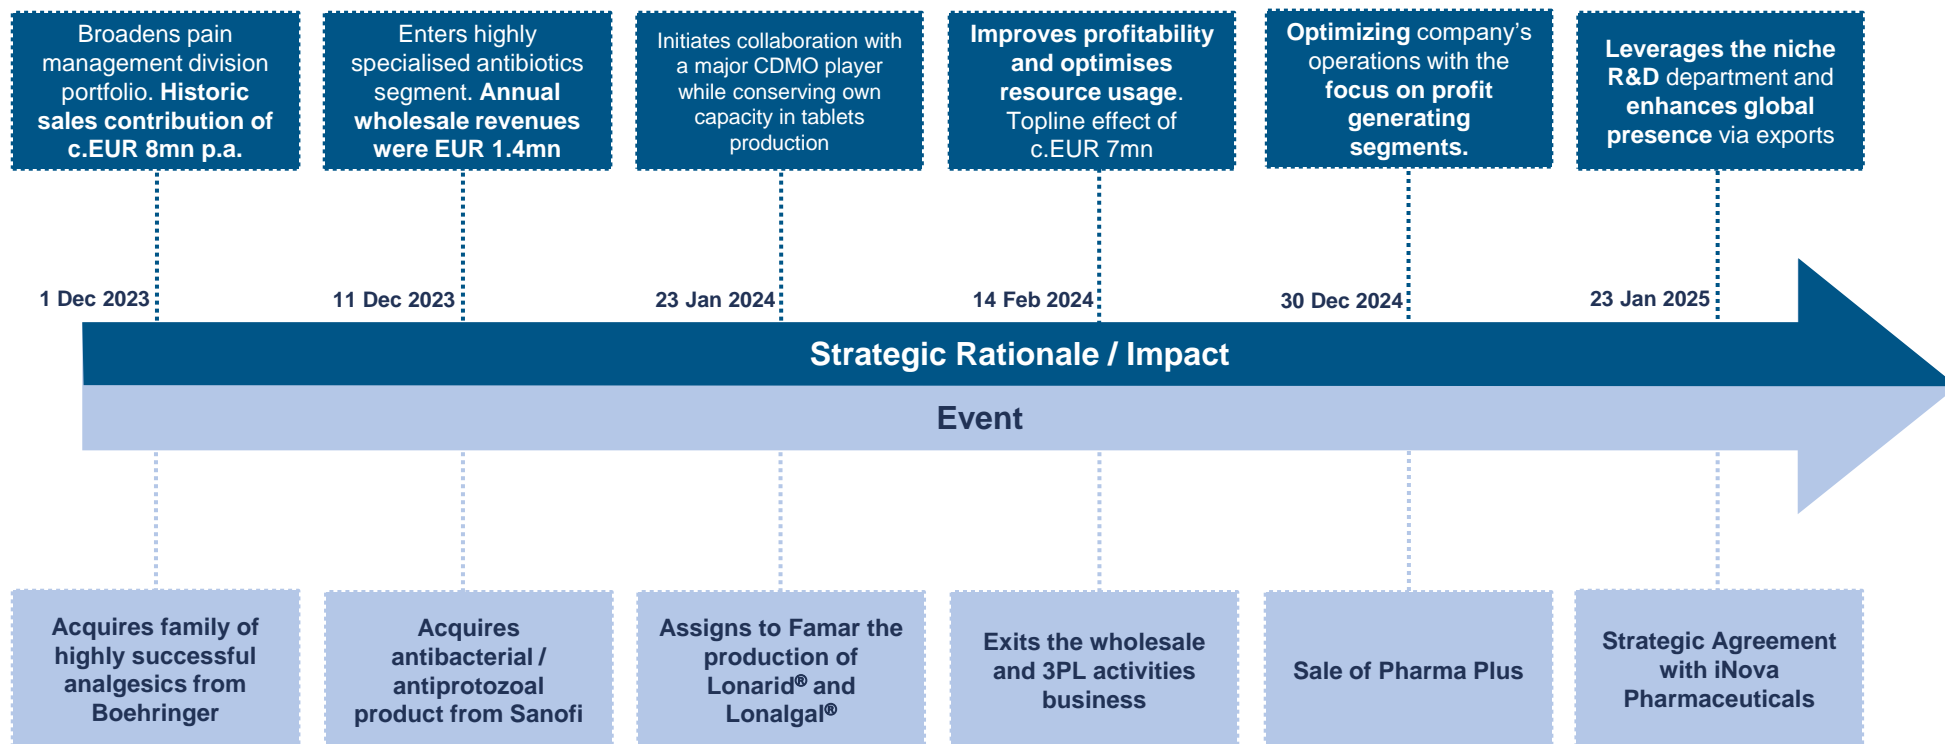 Broadens pain
management division
portfolio. Historic
sales contribution of
c.EUR 8mn p.a.
Enters highly
specialised antibiotics
segment. Annual
wholesale revenues
were EUR 1.4mn
Initiates collaboration with
a major CDMO player
while conserving own
capacity in tablets
production
Improves profitability
and optimises
resource usage.
Topline effect of
c.EUR 7mn
Optimizing company's
operations with the
focus on profit
generating
segments.
Leverages the niche
R&D department and
enhances global
presence via exports
1 Dec 2023
11 Dec 2023
23 Jan 2024
14 Feb 2024
30 Dec 2024
23 Jan 2025
Strategic Rationale / Impact
Event
Acquires family of
highly successful
analgesics from
Boehringer
Acquires
antibacterial /
antiprotozoal
product from Sanofi
Assigns to Famar the
production of
Lonarid® and
Lonalgal®
Exits the wholesale
and 3PL activities
business
Sale of Pharma Plus
Strategic Agreement
with iNova
Pharmaceuticals